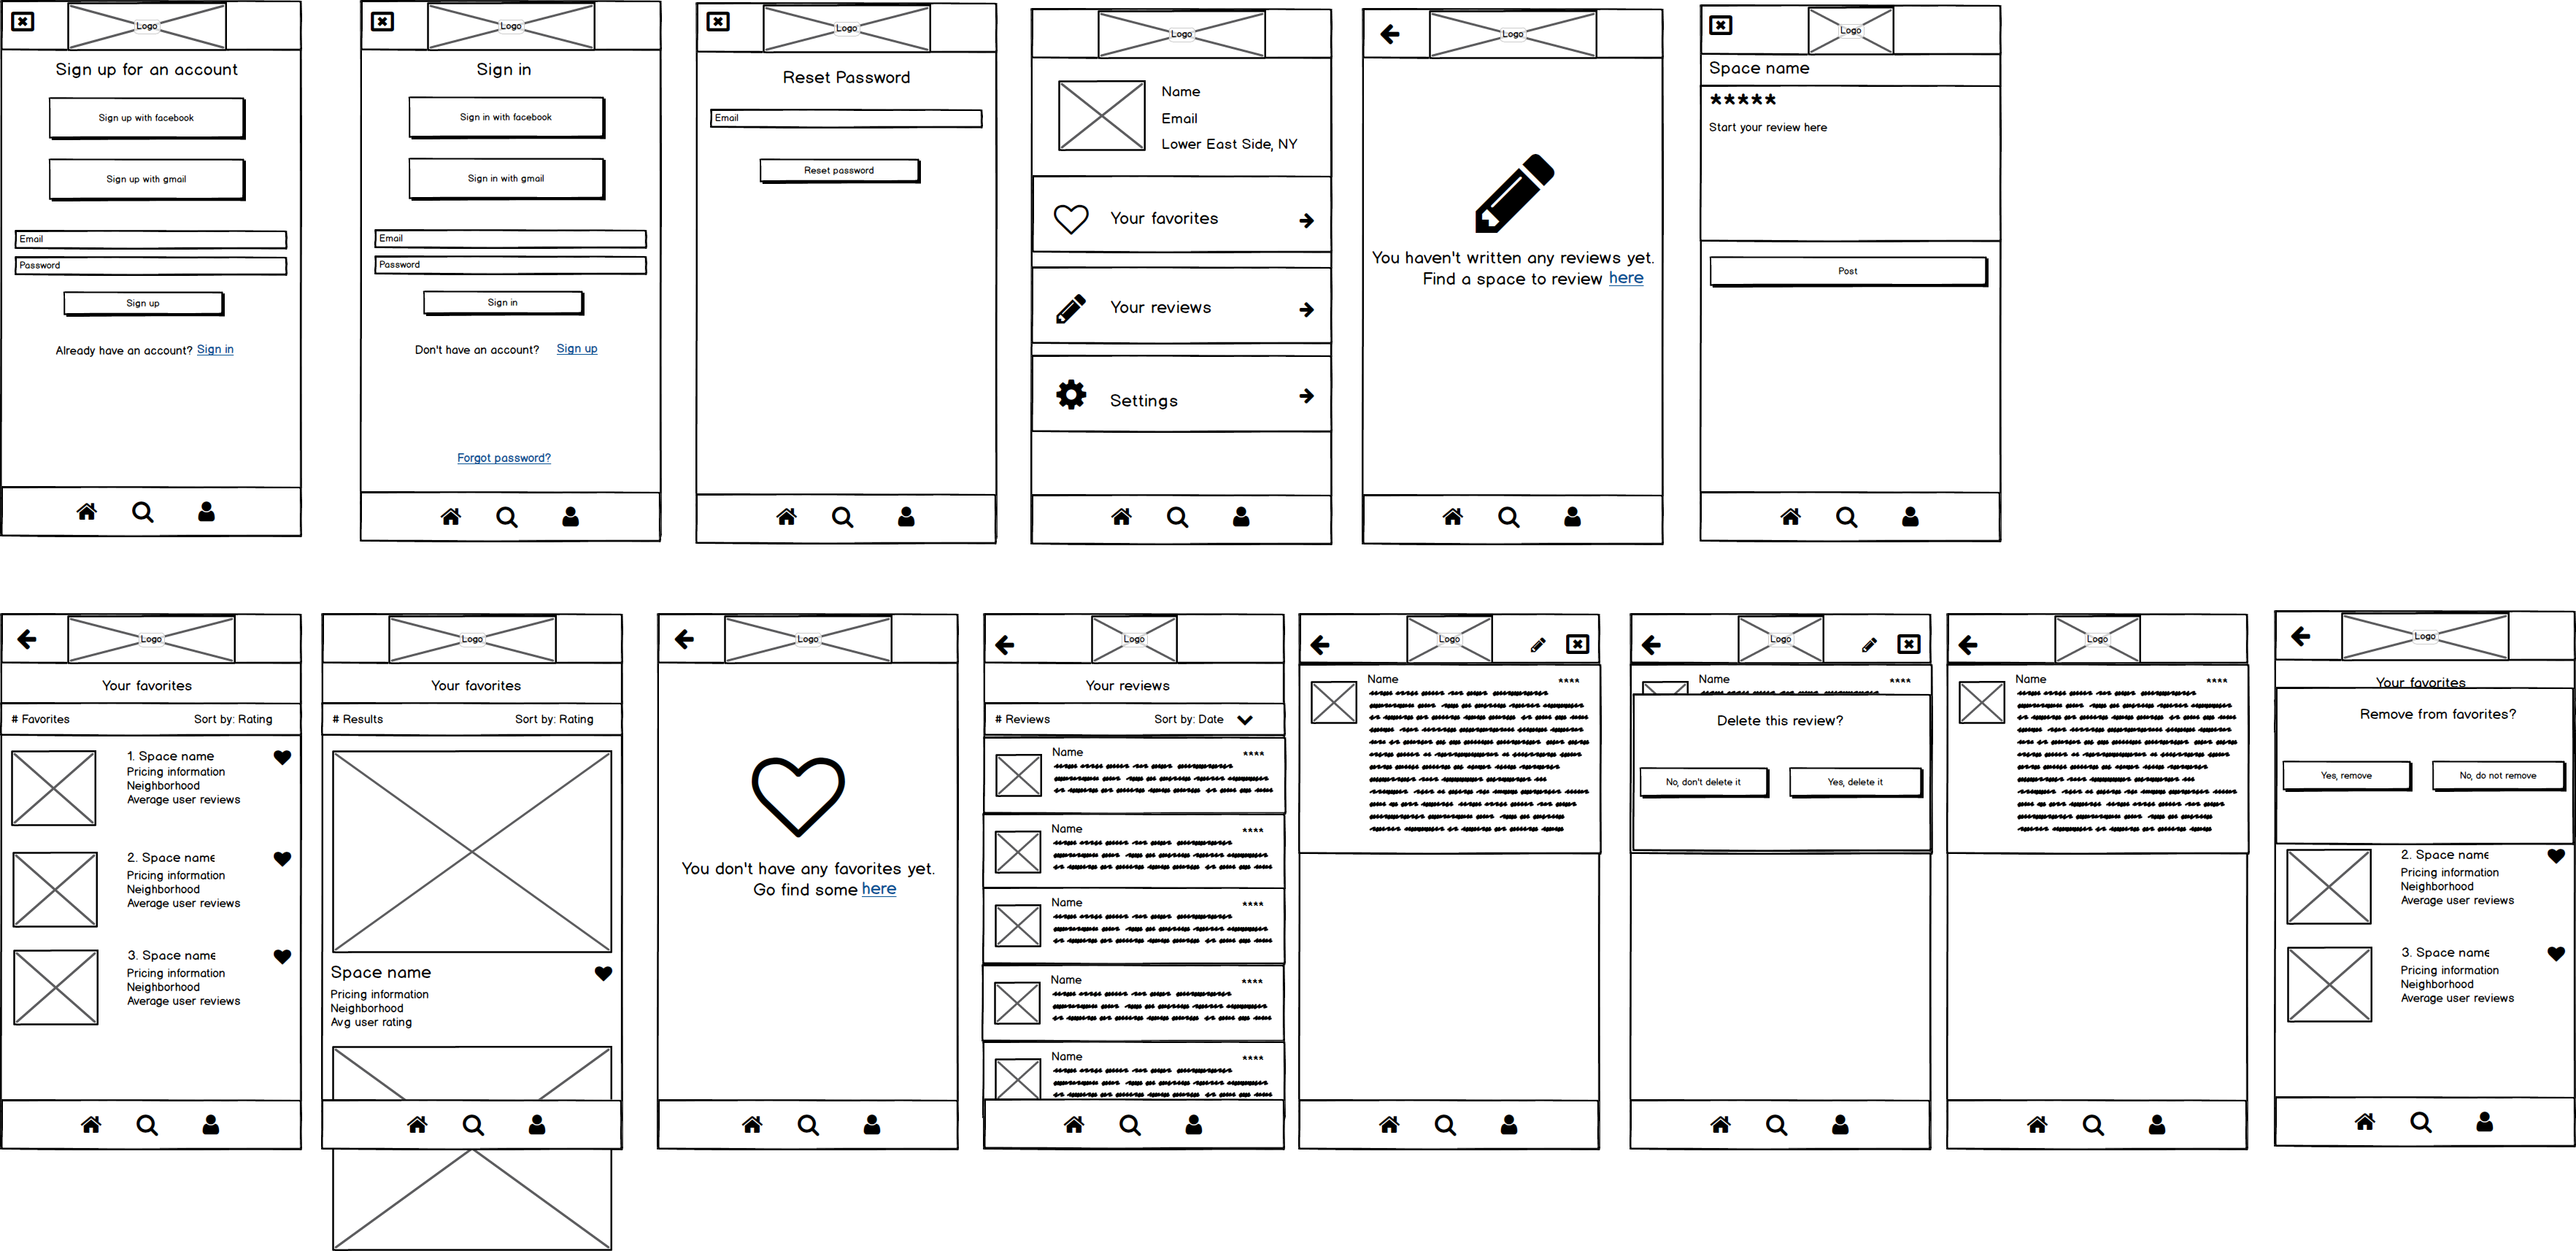 Logo
Sign up for an account
Sign up with facebook
Sign up with gmail
Email
Password
Sign up
Already have an account? Sign in
Logo
Sign in
Sign in with facebook
Sign in with gmail
Email
Password
Sign in
Don't have an account? Sign up
Forgot password?
Logo
Reset Password
Email
Reset password
Logo
Name
Email
Lower East Side, NY
Your favorites
Your reviews
Settings
Logo
You haven't written any reviews yet.
Find a space to review here
Logo
Space name
*****
Start your review here
Post
Logo
Your favorites
# Favorites Sort by: Rating
1. Space name
Pricing information
Neighborhood
Average user reviews
2. Space name
Pricing information
Neighborhood
Average user reviews
3. Space name
Pricing information
Neighborhood
Average user reviews
Logo
Your favorites
# Results Sort by: Rating
Space name
Pricing information
Neighborhood
Avg user rating
Logo
You don't have any favorites yet.
Go find some here
Logo
Your reviews
# Reviews Sort by: Date
Name ****
Name ****
Name ****
Name ****
Name ****
Logo
Name ****
Logo
Name ****
Delete this review?
No, don't delete it Yes, delete it
Logo
Name ****
Logo
Your favorites
Remove from favorites?
Yes, remove No, do not remove
2. Space name
Pricing information
Neighborhood
Average user reviews
3. Space name
Pricing information
Neighborhood
Average user reviews